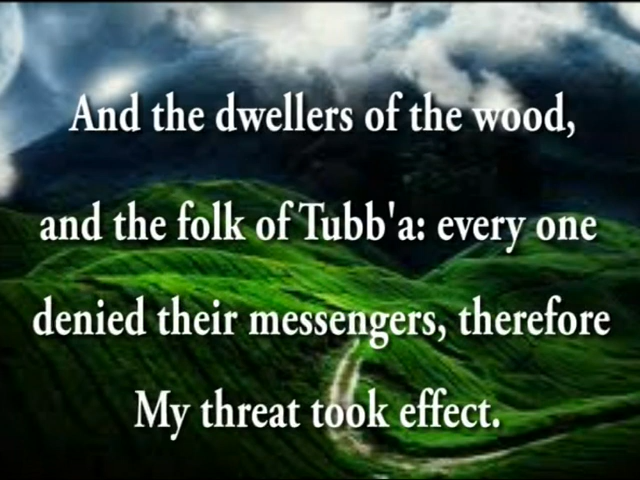 And the dwellers of the wood,
and the folk of Tubb'a: every one
denied their messengers, therefore
My threat took effect.